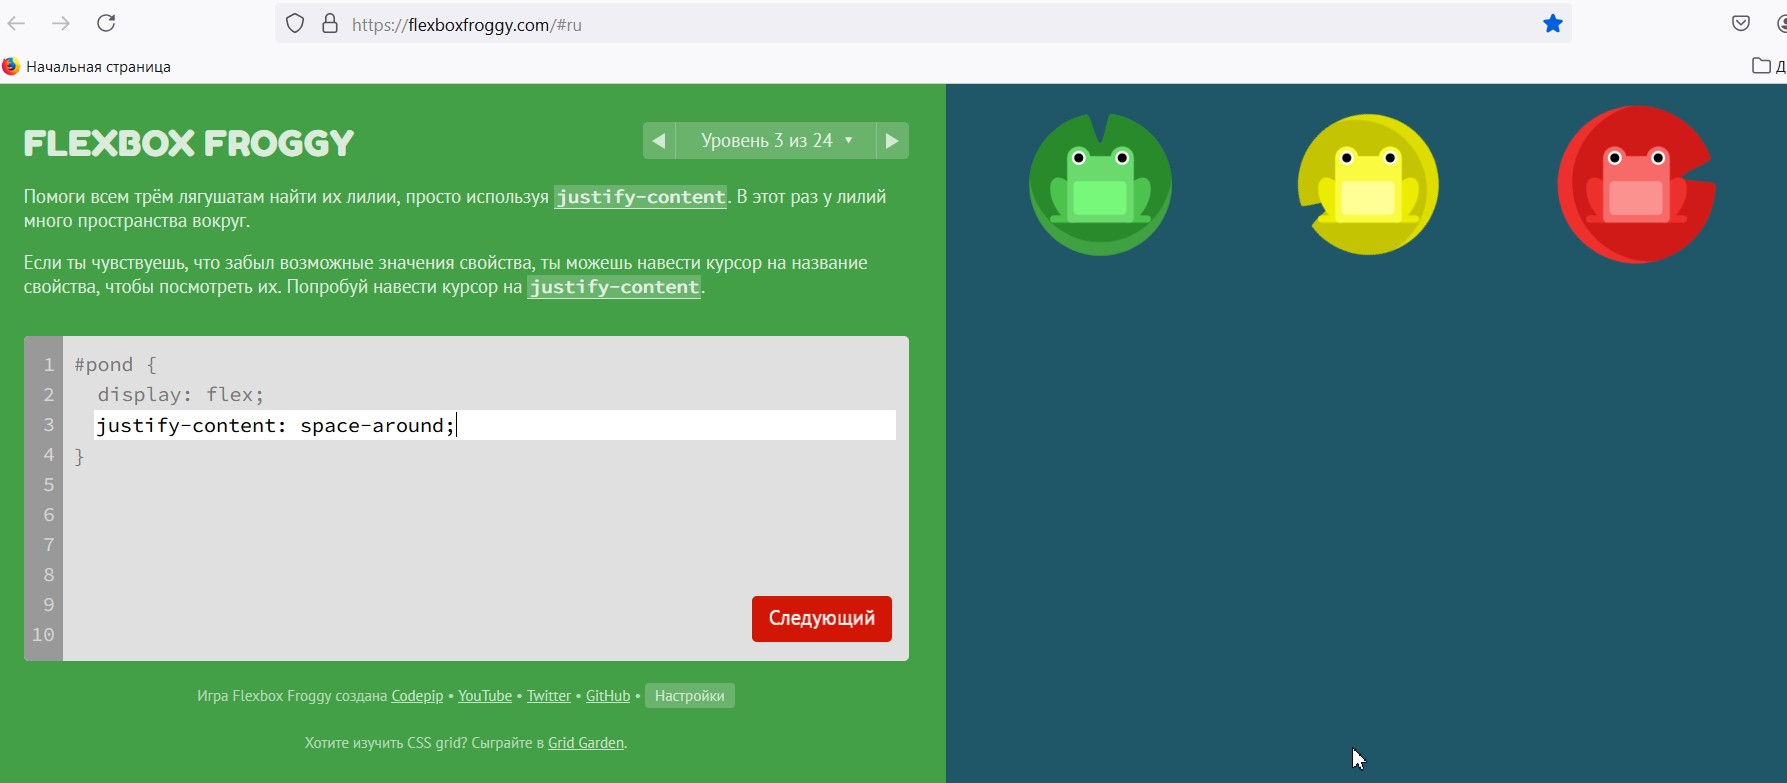 https://flexboxfroggy.com/#ru
Начальная страница
FLEXBOX FROGGY
Уровень 3 из 24 ▼
Помоги всем трём лягушатам найти их лилии, просто используя justify-content. В этот раз у лилий
много пространства вокруг.
Если ты чувствуешь, что забыл возможные значения свойства, ты можешь навести курсор на название
свойства, чтобы посмотреть их. Попробуй навести курсор на justify-content.
1 #pond {
2 display: flex;
3 justify-content: space-around;
4 }
5
6
7
8
9
10
Следующий
Игра Flexbox Froggy создана Codepip • YouTube • Twitter • GitHub • Настройки
Хотите изучить CSS grid? Сыграйте в Grid Garden.